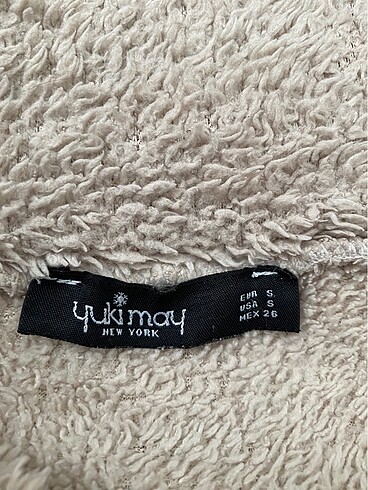 yuki may
NEW YORK
EUR S
USA S
MEX 26